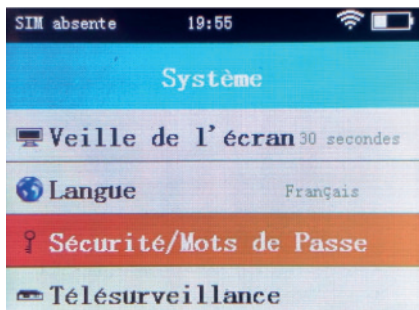 SIM absente 19:55
Système
Veille de l'écran 30 secondes
Langue Français
Sécurité/Mots de Passe
Télésurveillance